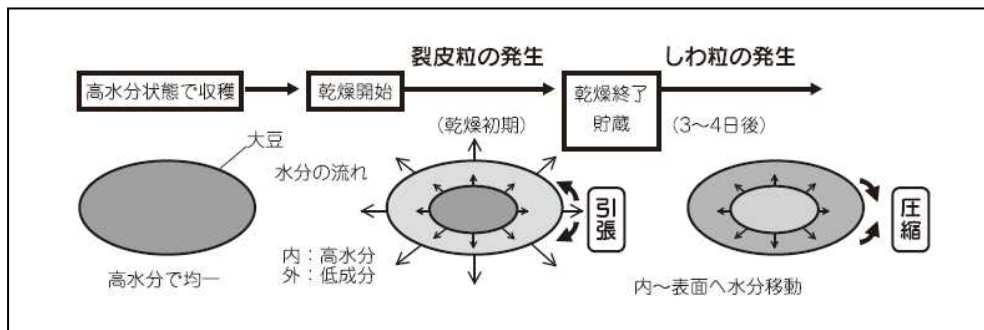 裂皮粒の発生
しわ粒の発生
高水分状態で収穫
乾燥開始
乾燥終了
貯蔵
(乾燥初期)
(3〜4日後)
大豆
水分の流れ
引張
圧縮
内:高水分
外:低成分
高水分で均一
内〜表面へ水分移動